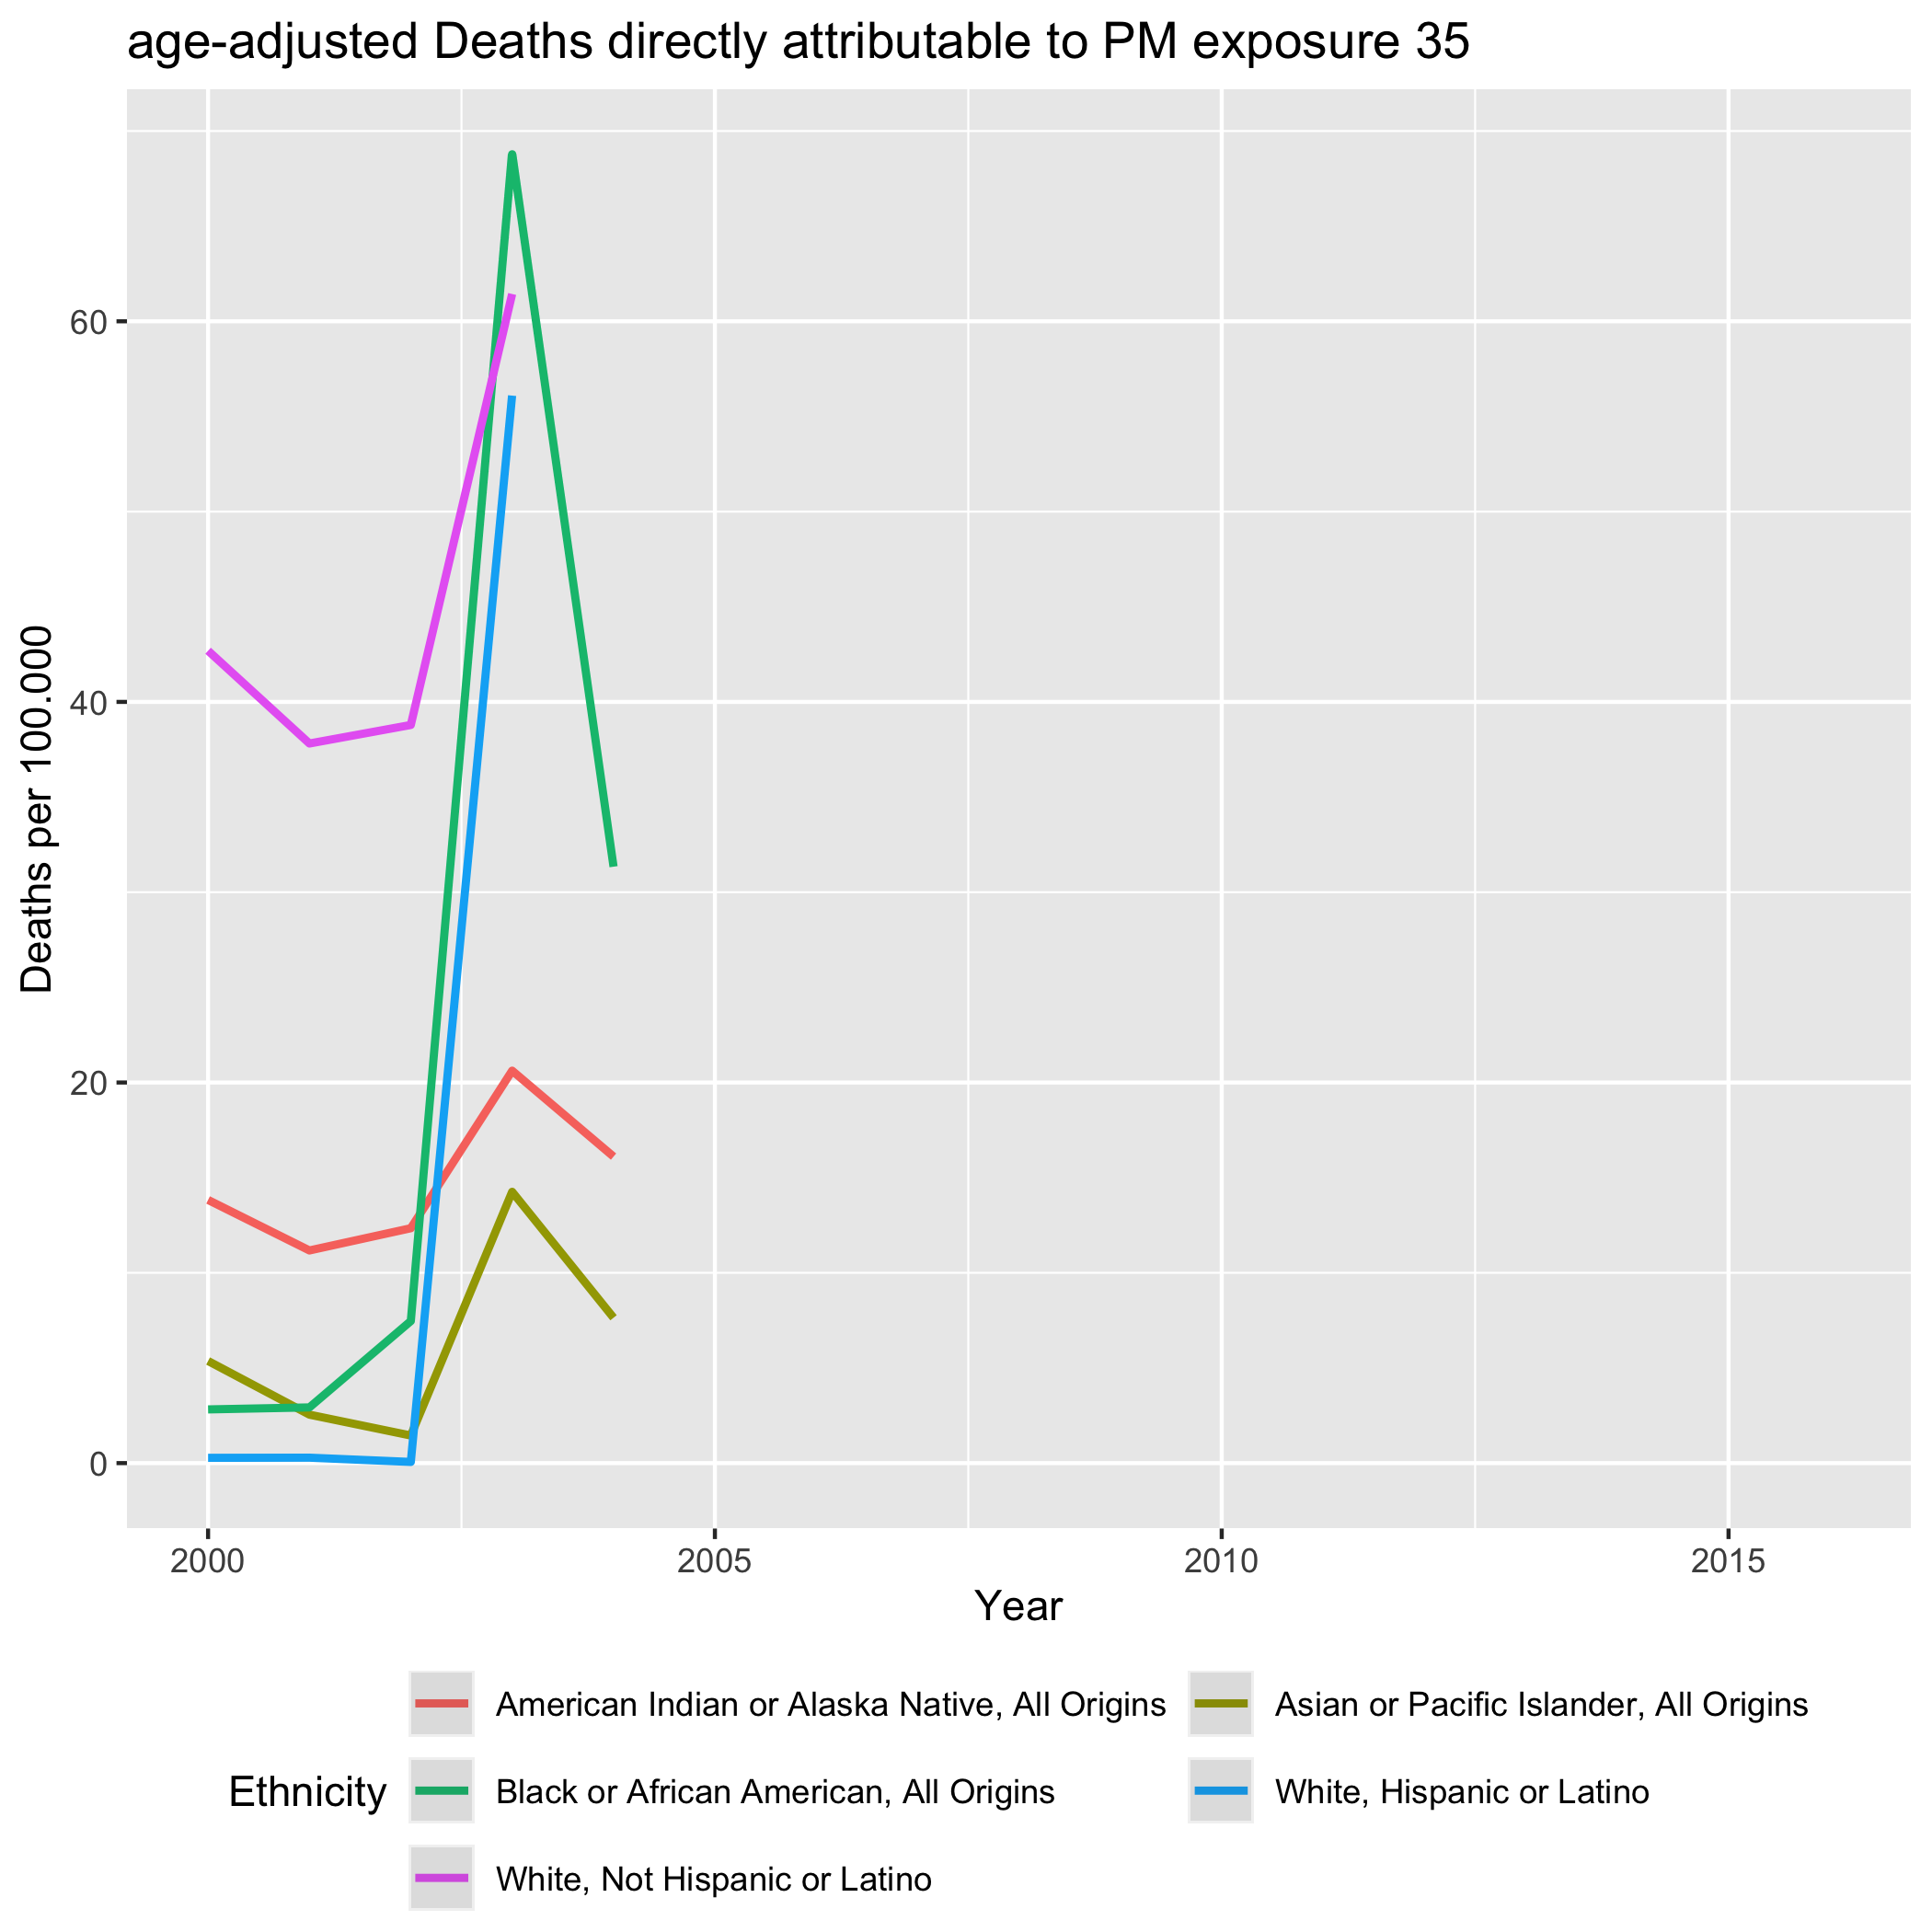 age-adjusted Deaths directly attributable to PM exposure 35
Deaths per 100.000
60
40
20
0
2000 2005 2010 2015
Year
Ethnicity
American Indian or Alaska Native, All Origins
Asian or Pacific Islander, All Origins
Black or African American, All Origins
White, Hispanic or Latino
White, Not Hispanic or Latino